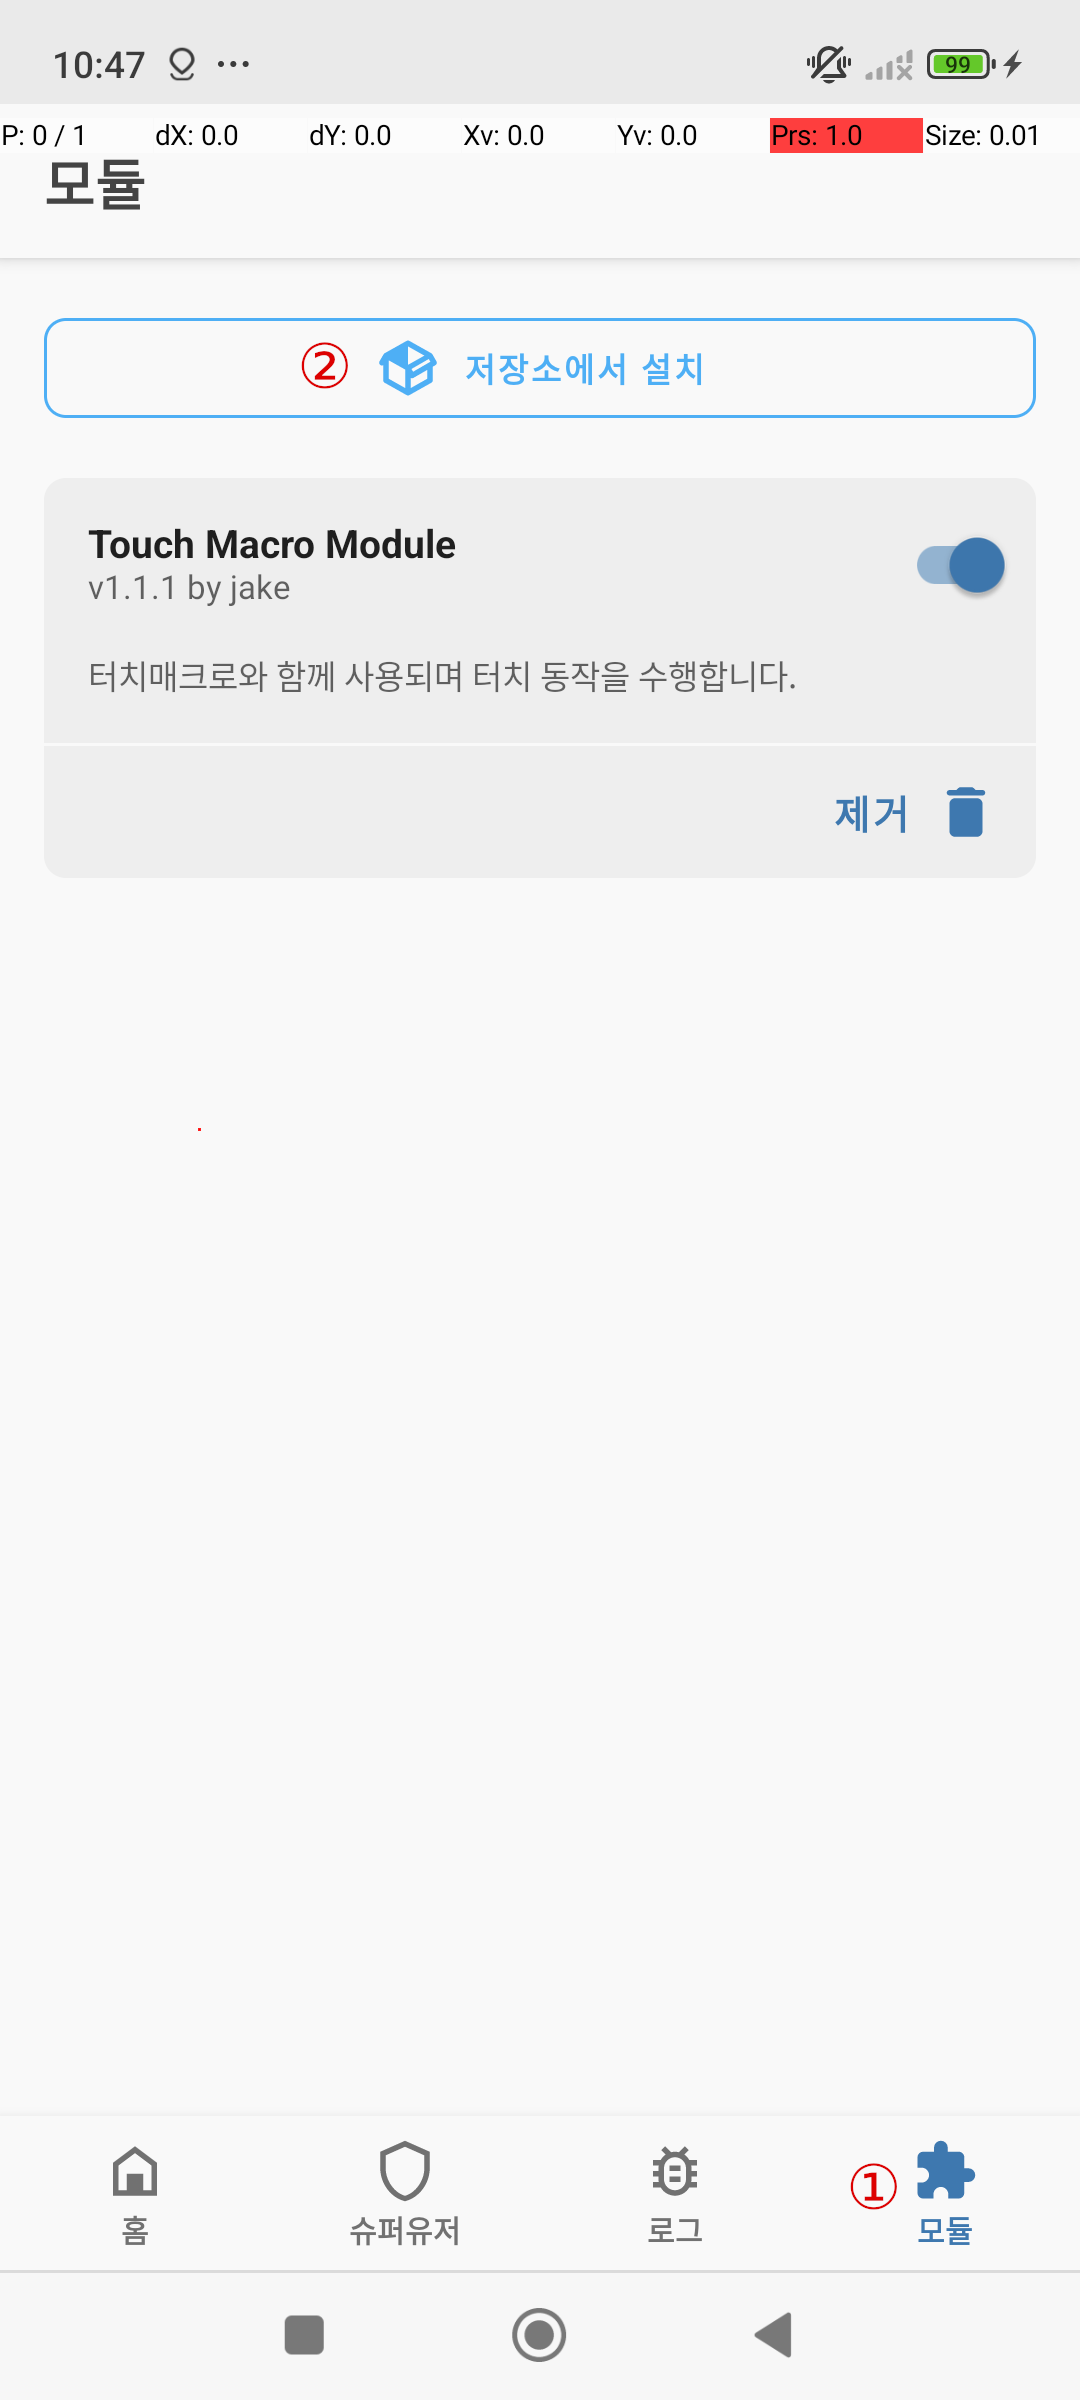 10:47 99
P: 0 / 1 dX: 0.0 dY: 0.0 Xv: 0.0 Yv: 0.0 Prs: 1.0 Size: 0.01
모듈
② 저장소에서 설치
Touch Macro Module
v1.1.1 by jake
터치매크로와 함께 사용되며 터치 동작을 수행합니다.
제거
①
홈 슈퍼유저 로그 모듈